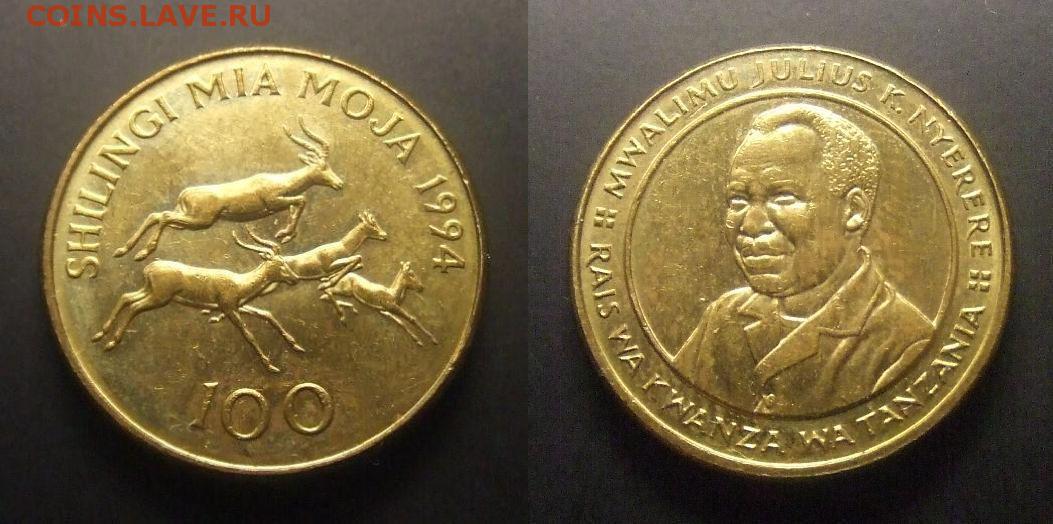 COINS.LAVE.RU
SHILINGI MIA MOJA 1994
100
MWALIMU JULIUS K. NYERERE
RAIS WA KWANZA WA TANZANIA